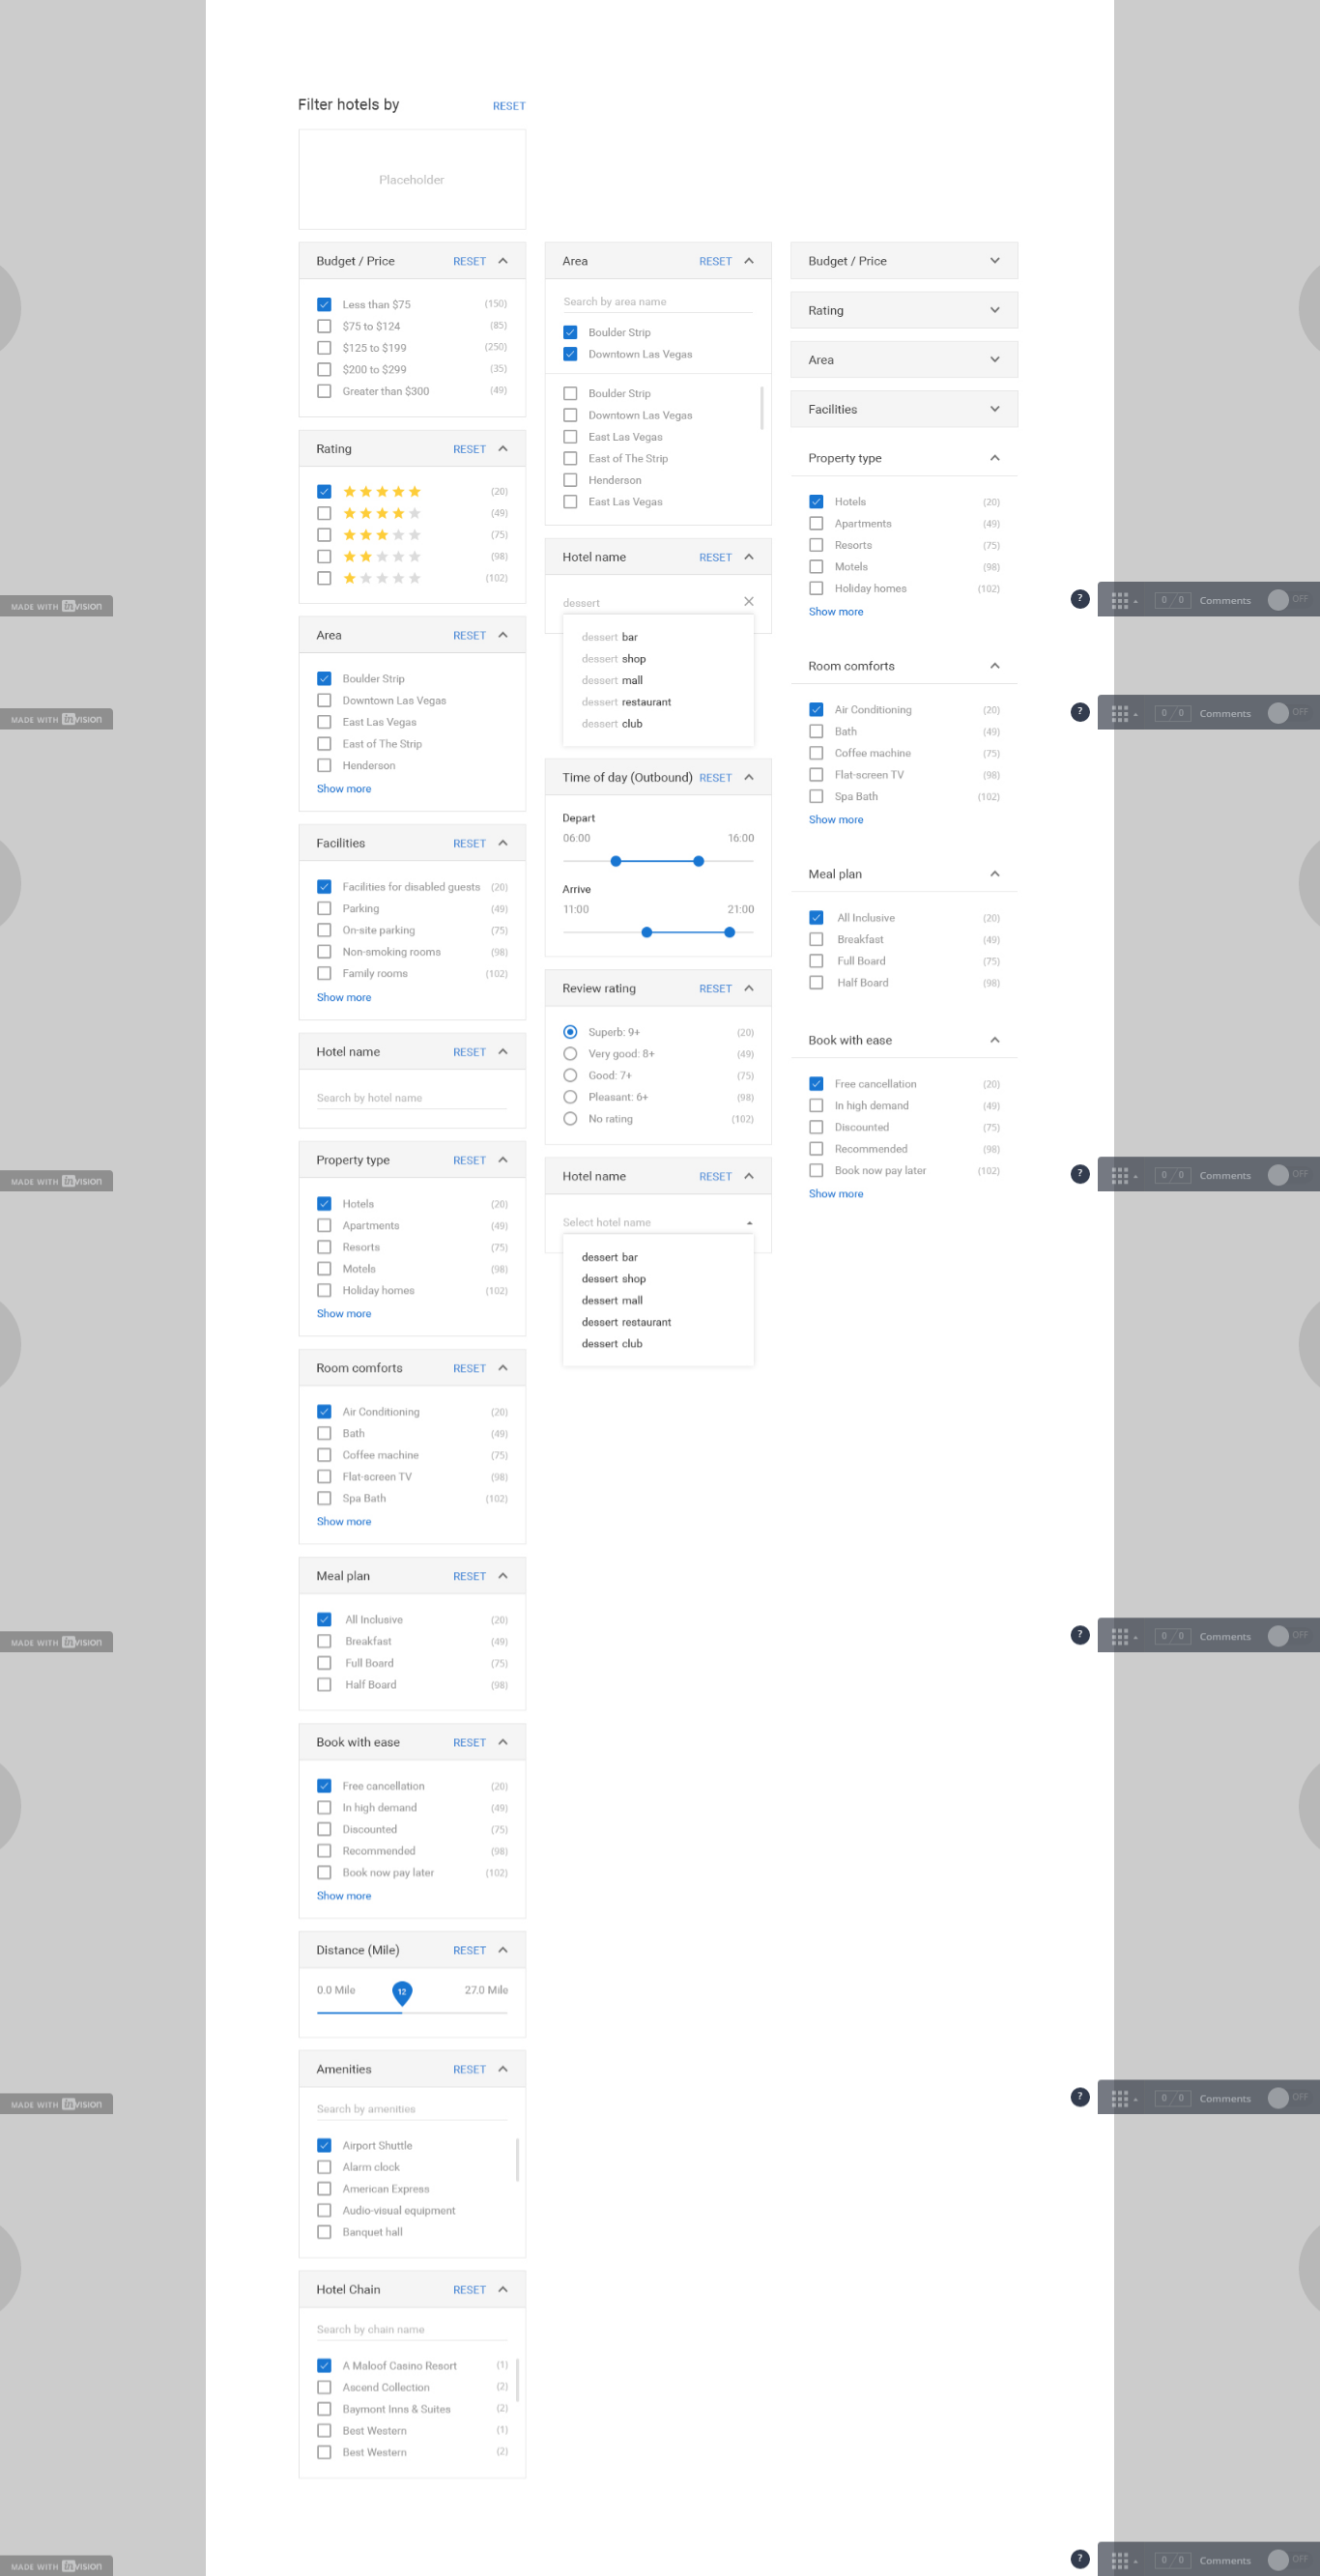 Filter hotels by RESET
Placeholder
Budget / Price RESET
Less than $75 (150)
$75 to $124 (85)
$125 to $199 (250)
$200 to $299 (35)
Greater than $300 (49)
Rating RESET
(20)
(49)
(75)
(98)
(102)
Area RESET
Boulder Strip
Downtown Las Vegas
East Las Vegas
East of The Strip
Henderson
Show more
Facilities RESET
Facilities for disabled guests (20)
Parking (49)
On-site parking (75)
Non-smoking rooms (98)
Family rooms (102)
Show more
Hotel name RESET
Search by hotel name
Property type RESET
Hotels (20)
Apartments (49)
Resorts (75)
Motels (98)
Holiday homes (102)
Show more
Room comforts RESET
Air Conditioning (20)
Bath (49)
Coffee machine (75)
Flat-screen TV (98)
Spa Bath (102)
Show more
Meal plan RESET
All Inclusive (20)
Breakfast (49)
Full Board (75)
Half Board (98)
Book with ease RESET
Free cancellation (20)
In high demand (49)
Discounted (75)
Recommended (98)
Book now pay later (102)
Show more
Distance (Mile) RESET
0.0 Mile 12 27.0 Mile
Amenities RESET
Search by amenities
Airport Shuttle
Alarm clock
American Express
Audio-visual equipment
Banquet hall
Hotel Chain RESET
Search by chain name
A Maloof Casino Resort (1)
Ascend Collection (2)
Baymont Inns & Suites (2)
Best Western (1)
Best Western (2)
Area RESET
Search by area name
Boulder Strip
Downtown Las Vegas
Boulder Strip
Downtown Las Vegas
East Las Vegas
East of The Strip
Henderson
East Las Vegas
Hotel name RESET
dessert
dessert bar
dessert shop
dessert mall
dessert restaurant
dessert club
Time of day (Outbound) RESET
Depart
06:00 16:00
Arrive
11:00 21:00
Review rating RESET
Superb: 9+ (20)
Very good: 8+ (49)
Good: 7+ (75)
Pleasant: 6+ (98)
No rating (102)
Hotel name RESET
Select hotel name
dessert bar
dessert shop
dessert mall
dessert restaurant
dessert club
Budget / Price
Rating
Area
Facilities
Property type
Hotels (20)
Apartments (49)
Resorts (75)
Motels (98)
Holiday homes (102)
Show more
Room comforts
Air Conditioning (20)
Bath (49)
Coffee machine (75)
Flat-screen TV (98)
Spa Bath (102)
Show more
Meal plan
All Inclusive (20)
Breakfast (49)
Full Board (75)
Half Board (98)
Book with ease
Free cancellation (20)
In high demand (49)
Discounted (75)
Recommended (98)
Book now pay later (102)
Show more
MADE WITH invision
MADE WITH invision
MADE WITH invision
MADE WITH invision
MADE WITH invision
MADE WITH invision
? 0 / 0 Comments OFF
? 0 / 0 Comments OFF
? 0 / 0 Comments OFF
? 0 / 0 Comments OFF
? 0 / 0 Comments OFF
? 0 / 0 Comments OFF